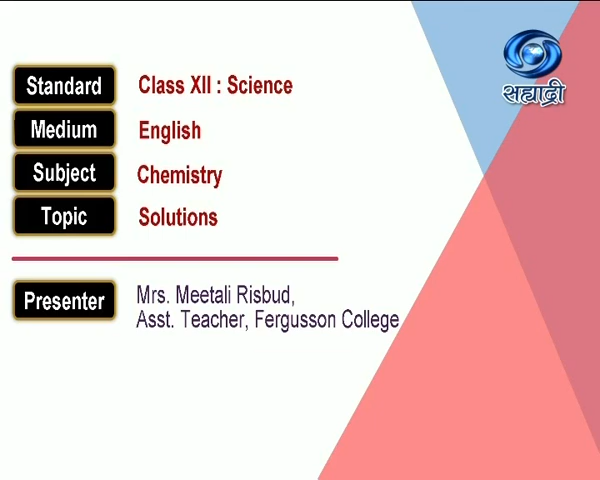 सह्याद्री
Standard Class XII : Science
Medium English
Subject Chemistry
Topic Solutions
Presenter Mrs. Meetali Risbud,
Asst. Teacher, Fergusson College